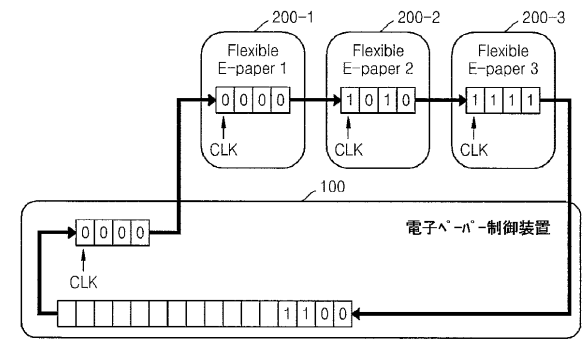 200-1
200-2
200-3
Flexible
E-paper 1
Flexible
E-paper 2
Flexible
E-paper 3
0 0 0 0
1 0 1 0
1 1 1 1
CLK
CLK
CLK
100
電子ペーパー制御装置
0 0 0 0
CLK
1 1 0 0